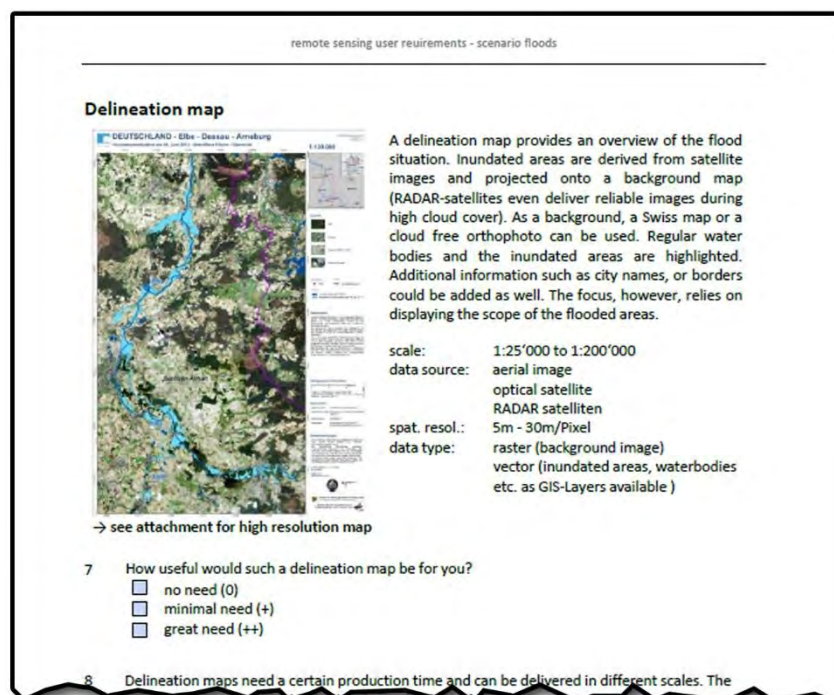 remote sensing user reuirements - scenario floods
Delineation map
DEUTSCHLAND - Elbe - Dessau - Arneburg
A delineation map provides an overview of the flood
situation. Inundated areas are derived from satellite
images and projected onto a background map
(RADAR-satellites even deliver reliable images during
high cloud cover). As a background, a Swiss map or a
cloud free orthophoto can be used. Regular water
bodies and the inundated areas are highlighted.
Additional information such as city names, or borders
could be added as well. The focus, however, relies on
displaying the scope of the flooded areas.
scale: 1:25'000 to 1:200'000
data source: aerial image
optical satellite
RADAR satelliten
spat. resol.: 5m - 30m/Pixel
data type: raster (background image)
vector (inundated areas, waterbodies
etc. as GIS-Layers available )
→ see attachment for high resolution map
7 How useful would such a delineation map be for you?
no need (0)
minimal need (+)
great need (++)
8 Delineation maps need a certain production time and can be delivered in different scales. The